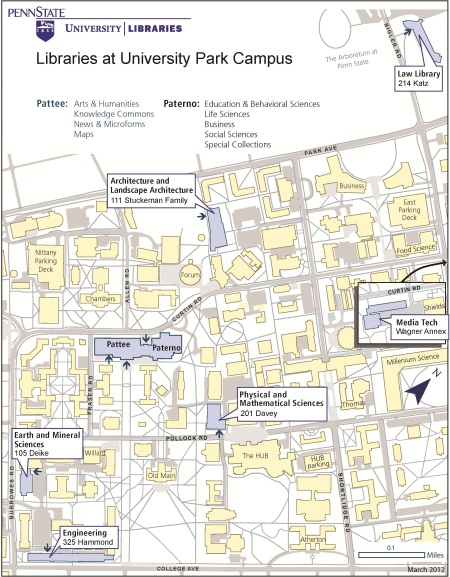 PENNSTATE
1855
UNIVERSITY LIBRARIES
Libraries at University Park Campus
Pattee: Arts & Humanities
Knowledge Commons
News & Microforms
Maps
Paterno: Education & Behavioral Sciences
Life Sciences
Business
Social Sciences
Special Collections
The Arboretum at
Penn State
BIGLER RD
Law Library
214 Katz
PARK AVE
Architecture and
Landscape Architecture
111 Stuckeman Family
Business
East
Parking
Deck
Food Science
Nittany
Parking
Deck
Forum
Chambers
ALLEN RD
CURTIN RD
CURTIN RD
Shields
Media Tech
Wagner Annex
Pattee
Paterno
Millenium Science
N
FRASER RD
Physical and
Mathematical Sciences
201 Davey
Thomas
POLLOCK RD
Earth and Mineral
Sciences
105 Deike
Willard
Old Main
The HUB
HUB
parking
BURROWES RD
SHORTLIDGE RD
Engineering
325 Hammond
Atherton
0.1
Miles
COLLEGE AVE
March 2012